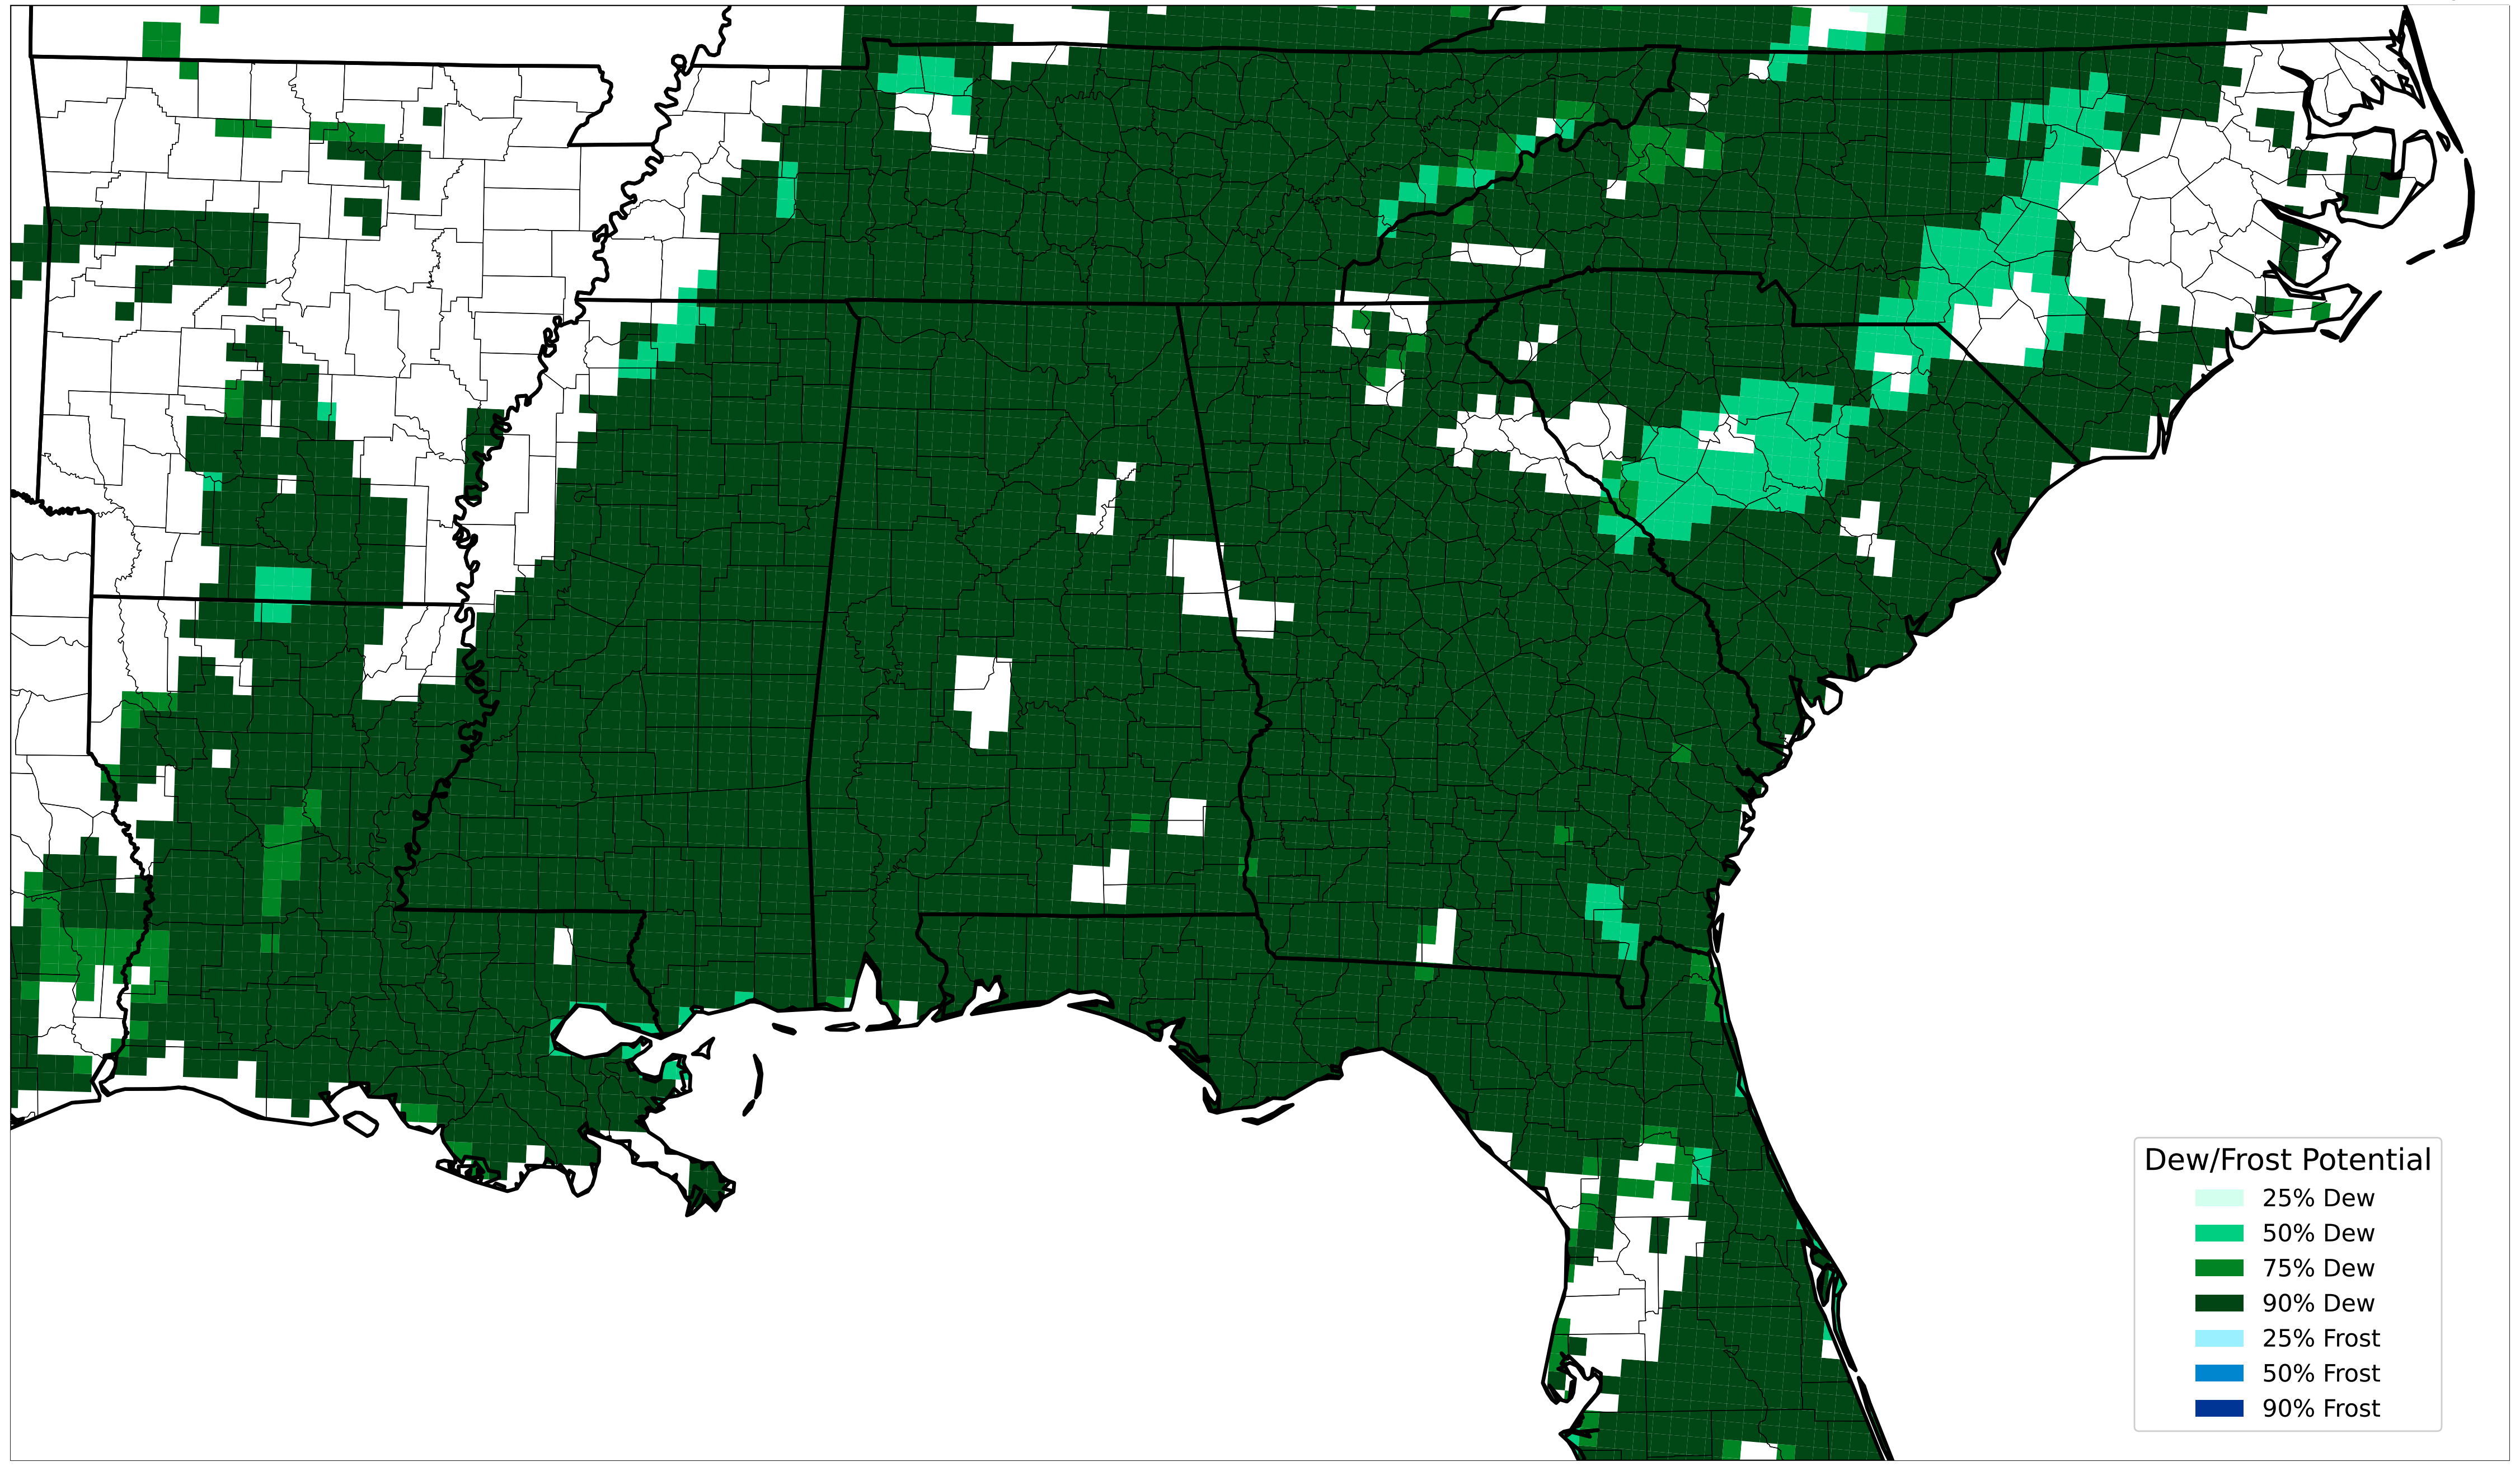 Dew/Frost Potential
25% Dew
50% Dew
75% Dew
90% Dew
25% Frost
50% Frost
90% Frost